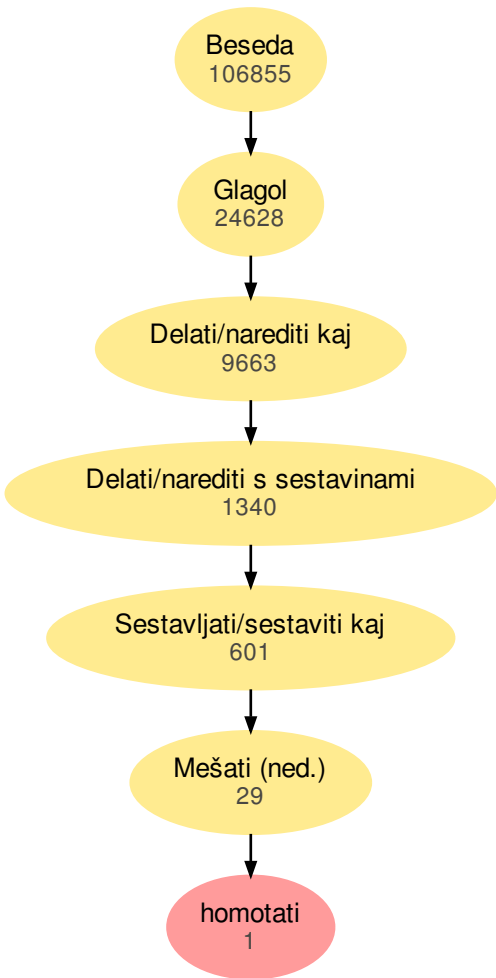 Beseda
106855
Glagol
24628
Delati/narediti kaj
9663
Delati/narediti s sestavinami
1340
Sestavljati/sestaviti kaj
601
Mešati (ned.)
29
homotati
1